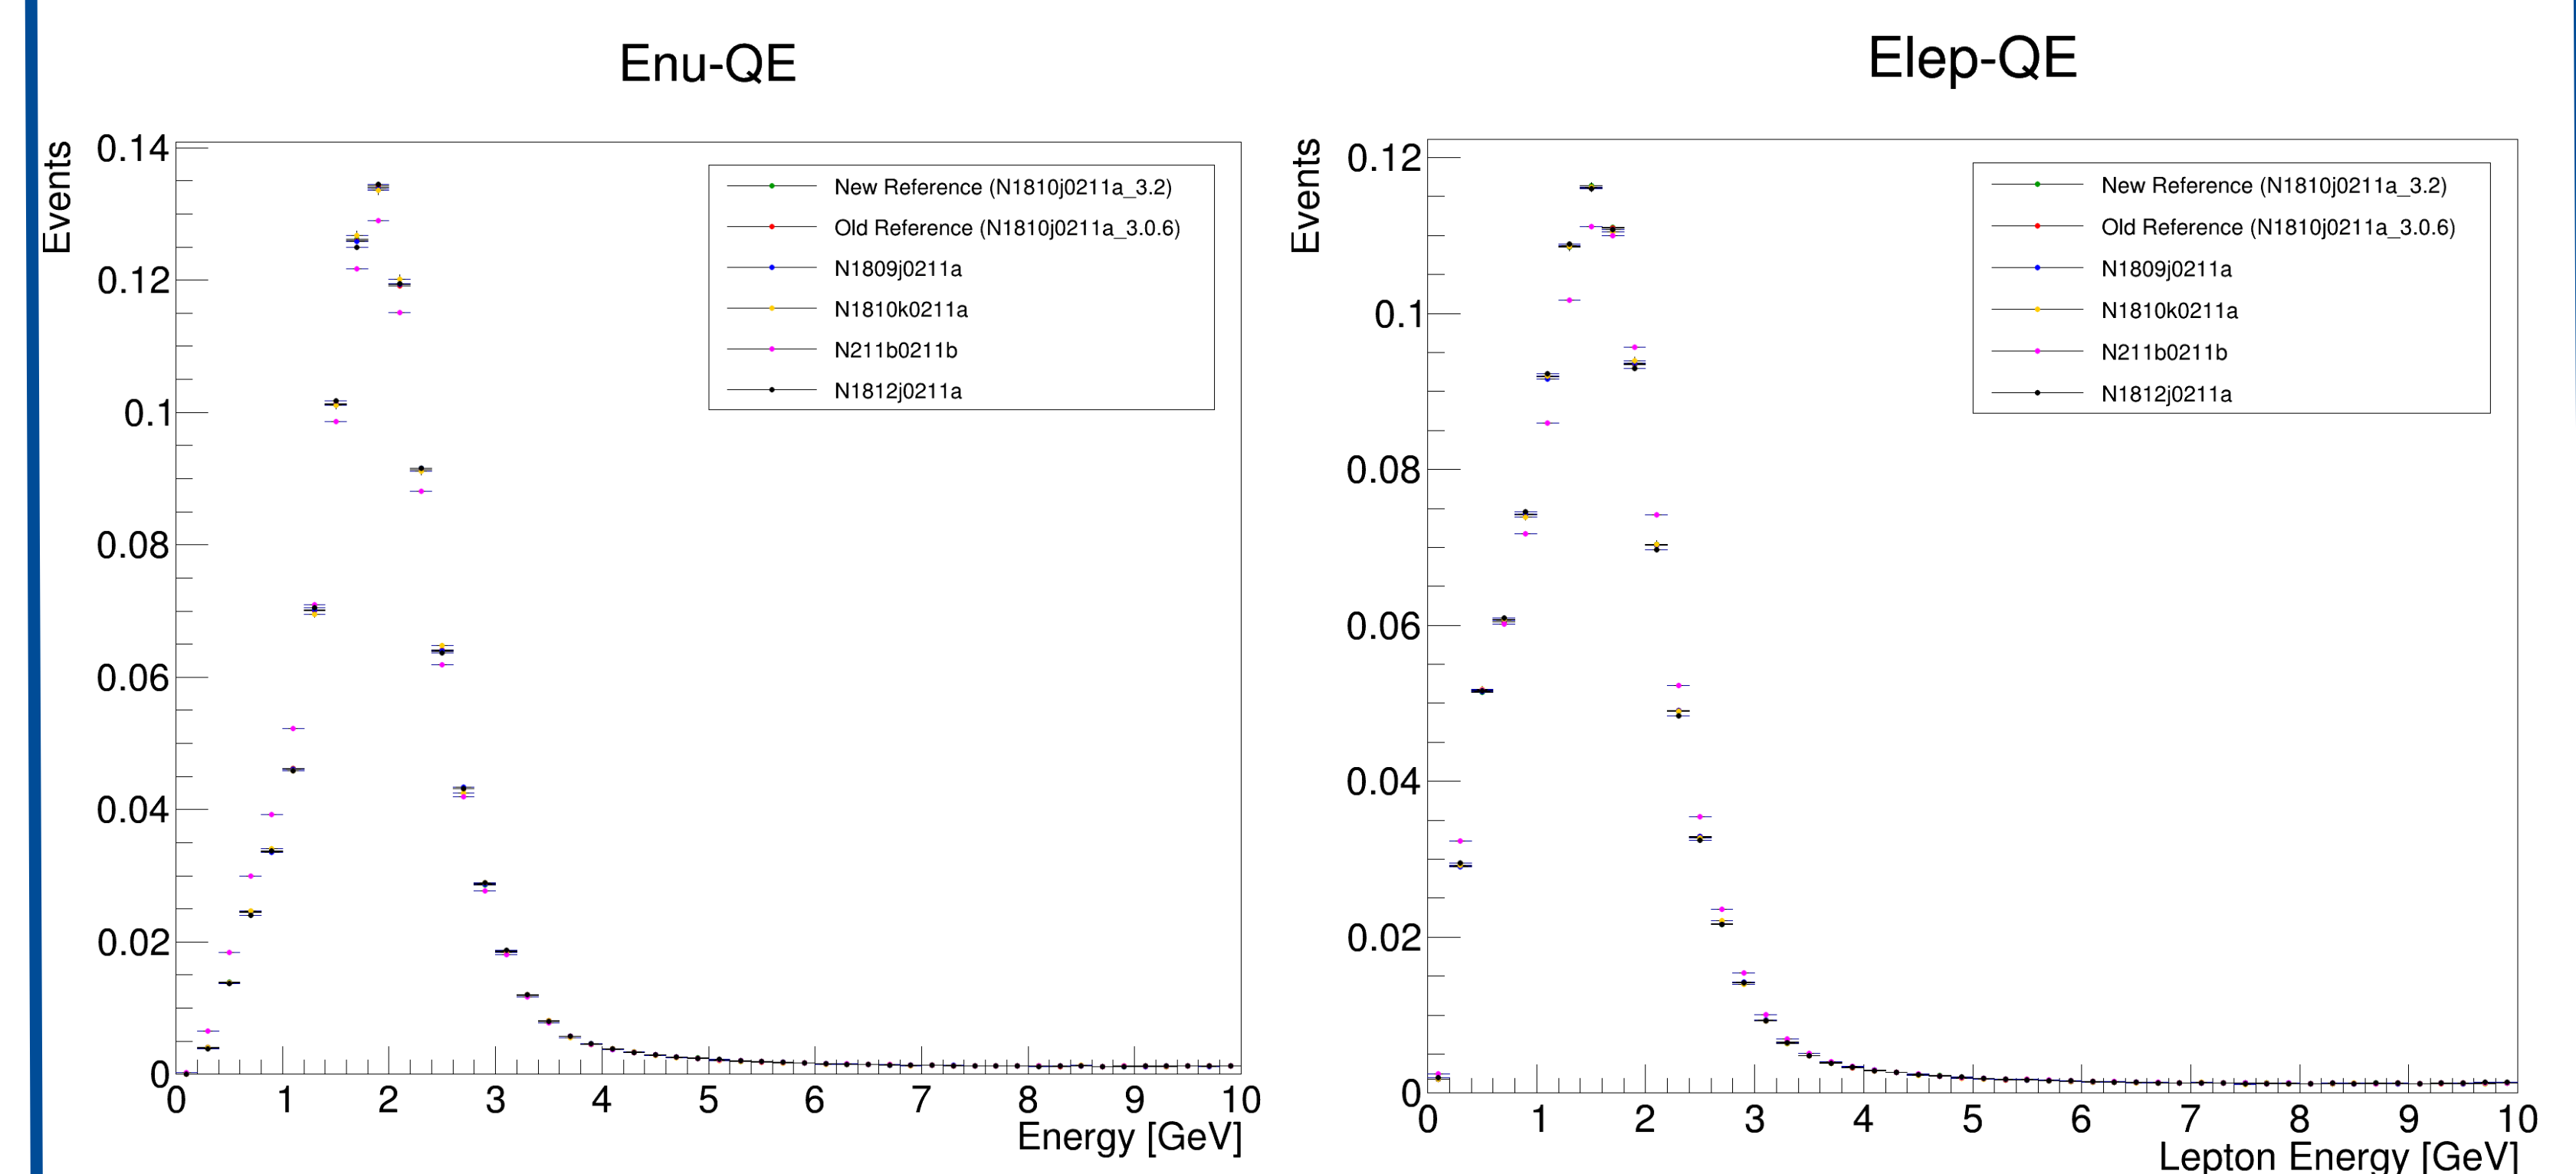 Enu-QE
Events
0.14
0.12
0.1
0.08
0.06
0.04
0.02
0
0 1 2 3 4 5 6 7 8 9 10
Energy [GeV]
New Reference (N1810j0211a_3.2)
Old Reference (N1810j0211a_3.0.6)
N1809j0211a
N1810k0211a
N211b0211b
N1812j0211a
Elep-QE
Events
0.12
0.1
0.08
0.06
0.04
0.02
0
0 1 2 3 4 5 6 7 8 9 10
Lepton Energy [GeV]
New Reference (N1810j0211a_3.2)
Old Reference (N1810j0211a_3.0.6)
N1809j0211a
N1810k0211a
N211b0211b
N1812j0211a